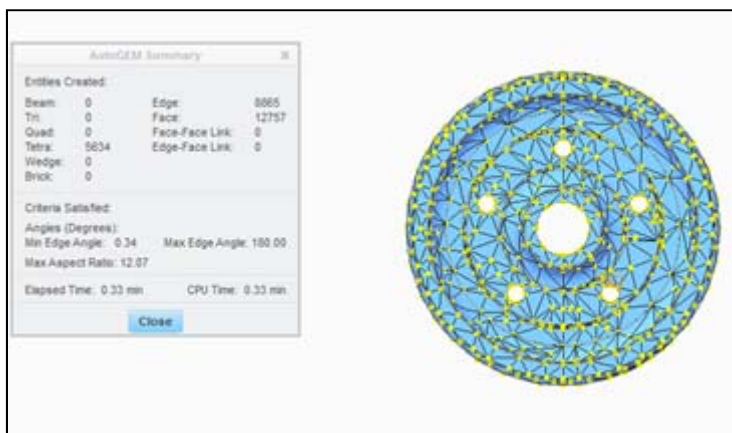 AutoGEM Summary
Entities Created:
Beam: 0 Edge: 8865
Tri: 0 Face: 12757
Quad: 0 Face-Face Link: 0
Tetra: 5634 Edge-Face Link: 0
Wedge: 0
Brick: 0
Criteria Satisfied:
Angles (Degrees):
Min Edge Angle: 0.34 Max Edge Angle: 180.00
Max Aspect Ratio: 12.07
Elapsed Time: 0.33 min CPU Time: 0.33 min
Close